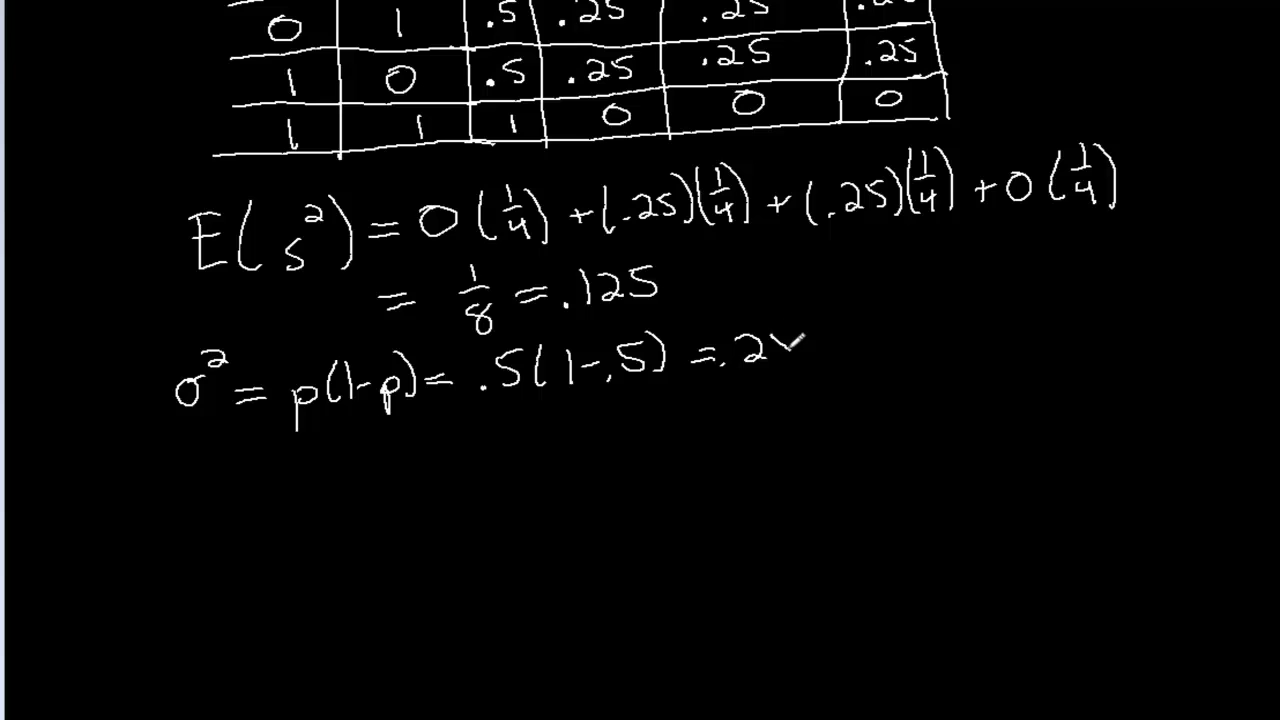 0 1 .5 .25 .25 .25
1 0 .5 .25 .25 .25
1 1 1 0 0 0
E(s²) = 0(1/4) + (.25)(1/4) + (.25)(1/4) + 0(1/4)
= 1/8 = .125
σ² = p(1-p) = .5(1-.5) = .2